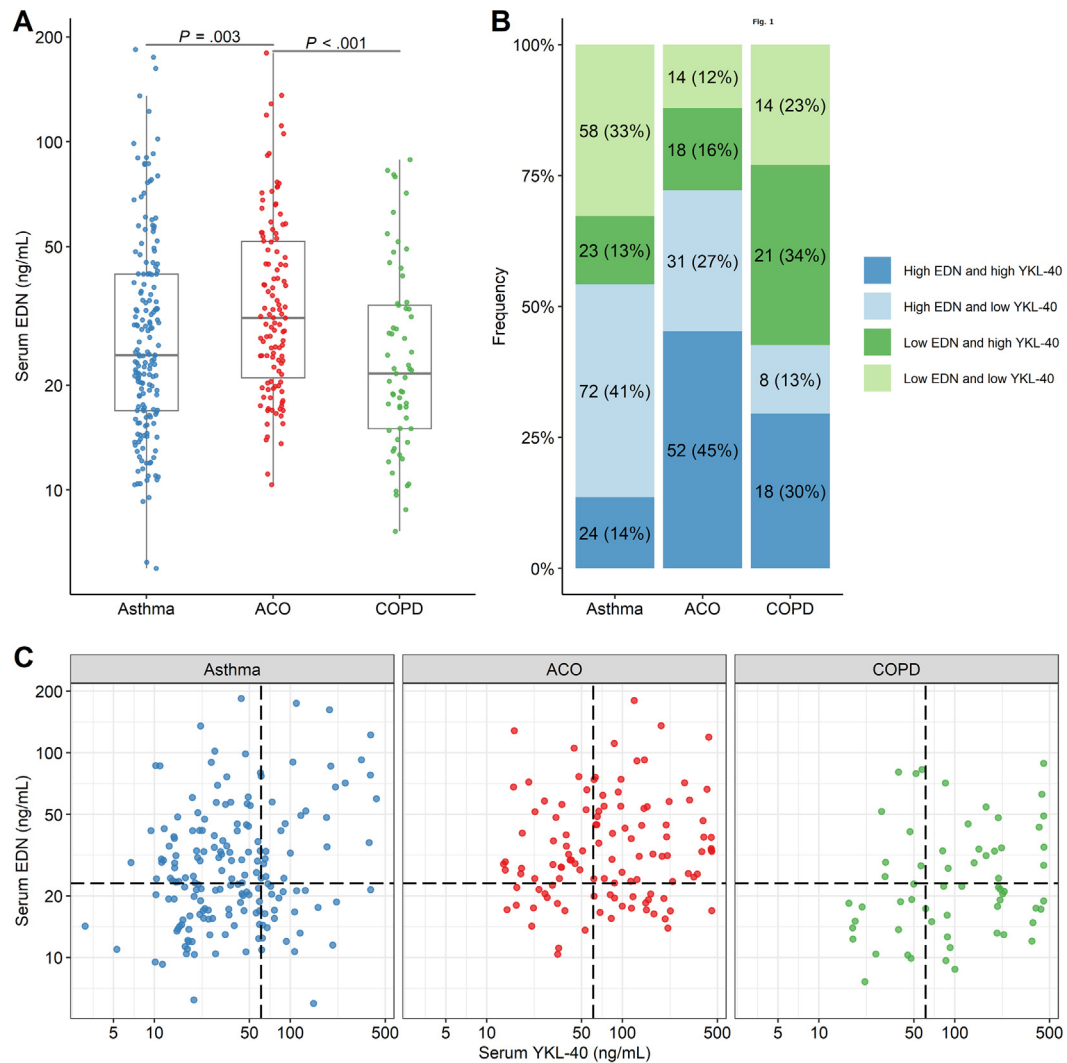 A
P = .003
P < .001
Serum EDN (ng/mL)
200
100
50
20
10
Asthma
ACO
COPD
B
Fig. 1
Frequency
100%
75%
50%
25%
0%
58 (33%)
23 (13%)
72 (41%)
24 (14%)
14 (12%)
18 (16%)
31 (27%)
52 (45%)
14 (23%)
21 (34%)
8 (13%)
18 (30%)
Asthma
ACO
COPD
High EDN and high YKL-40
High EDN and low YKL-40
Low EDN and high YKL-40
Low EDN and low YKL-40
C
Asthma
ACO
COPD
Serum EDN (ng/mL)
200
100
50
20
10
5 10 50 100 500
5 10 50 100 500
5 10 50 100 500
Serum YKL-40 (ng/mL)